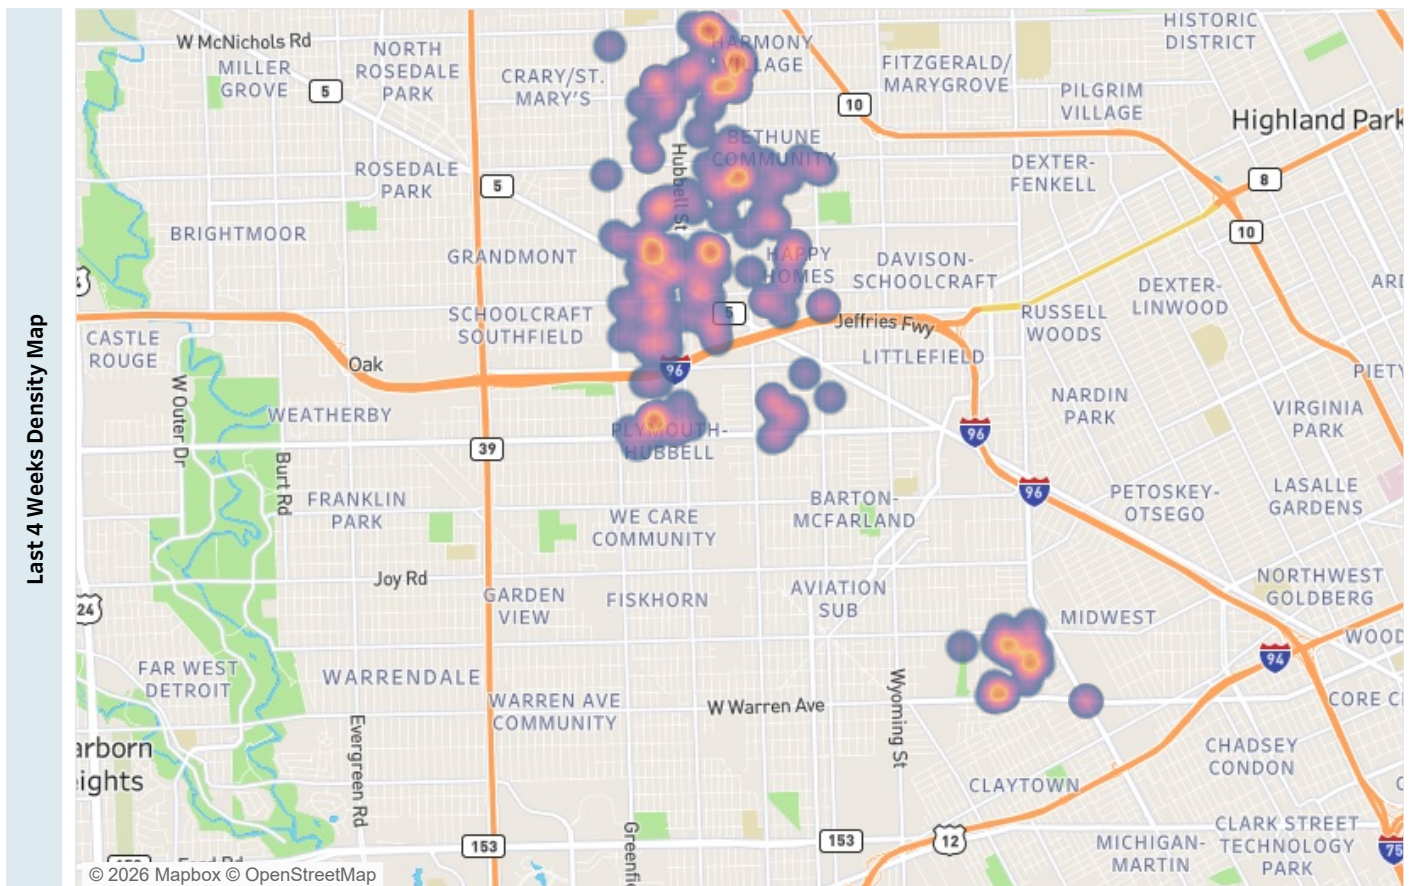 Last 4 Weeks Density Map
W McNichols Rd
MILLER
GROVE
5
NORTH
ROSEDALE
PARK
CRARY/ST.
MARY'S
HARMONY
VILLAGE
10
FITZGERALD/
MARYGROVE
HISTORIC
DISTRICT
PILGRIM
VILLAGE
Highland Park
ROSEDALE
PARK
5
Hubbell St
BETHUNE
COMMUNITY
DEXTER-
FENKELL
8
10
BRIGHTMOOR
GRANDMONT
HAPPY
HOMES
DAVISON-
SCHOOLCRAFT
DEXTER-
LINWOOD
CASTLE
ROUGE
SCHOOLCRAFT
SOUTHFIELD
5
Jeffries Fwy
RUSSELL
WOODS
Oak
96
LITTLEFIELD
PIETY
W Outer Dr
WEATHERBY
NARDIN
PARK
VIRGINIA
PARK
39
PLYMOUTH-
HUBBELL
96
Burt Rd
FRANKLIN
PARK
WE CARE
COMMUNITY
BARTON-
MCFARLAND
96
PETOSKEY-
OTSEGO
LASALLE
GARDENS
Joy Rd
24
GARDEN
VIEW
FISKHORN
AVIATION
SUB
MIDWEST
NORTHWEST
GOLDBERG
94
WOOD
FAR WEST
DETROIT
WARRENDALE
WARREN AVE
COMMUNITY
W Warren Ave
Wyoming St
CORE C
arborn
eights
Evergreen Rd
CHADSEY
CONDON
CLAYTOWN
Greenfie
153
153
12
MICHIGAN-
MARTIN
CLARK STREET
TECHNOLOGY
PARK
75
© 2026 Mapbox © OpenStreetMap